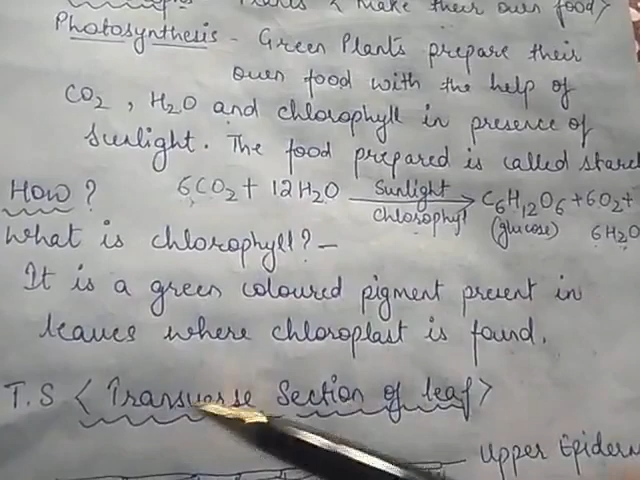 Plants < Make their own food>
Photosynthesis - Green Plants prepare their
own food with the help of
CO2, H2O and chlorophyll in presence of
Sunlight. The food prepared is called starch
How? 6CO2 + 12H2O Sunlight Chlorophyl → C6H12O6 + 6O2 +
(glucose) 6H2O
What is chlorophyll? -
It is a green coloured pigment present in
leaves where chloroplast is found.
T.S < Transverse Section of leaf>
Upper Epiderm